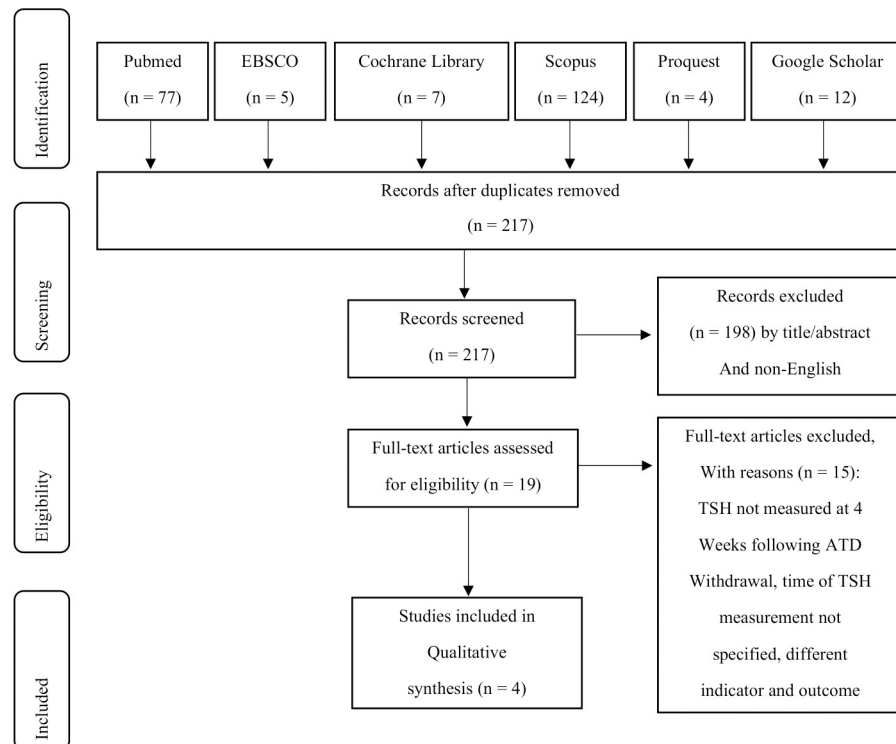 Identification
Pubmed
(n = 77)
EBSCO
(n = 5)
Cochrane Library
(n = 7)
Scopus
(n = 124)
Proquest
(n = 4)
Google Scholar
(n = 12)
Records after duplicates removed
(n = 217)
Screening
Records screened
(n = 217)
Records excluded
(n = 198) by title/abstract
And non-English
Eligibility
Full-text articles assessed
for eligibility (n = 19)
Full-text articles excluded,
With reasons (n = 15):
TSH not measured at 4
Weeks following ATD
Withdrawal, time of TSH
measurement not
specified, different
indicator and outcome
Included
Studies included in
Qualitative
synthesis (n = 4)